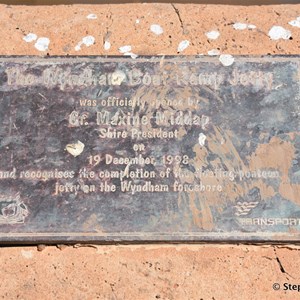 The Wyndham Boat Ramp Jetty
was officially opened by
Cr. Maxine Middap
Shire President
on
19 December, 1998
and recognises the completion of the floating pontoon
jetty on the Wyndham foreshore
TRANSPORT
© Step